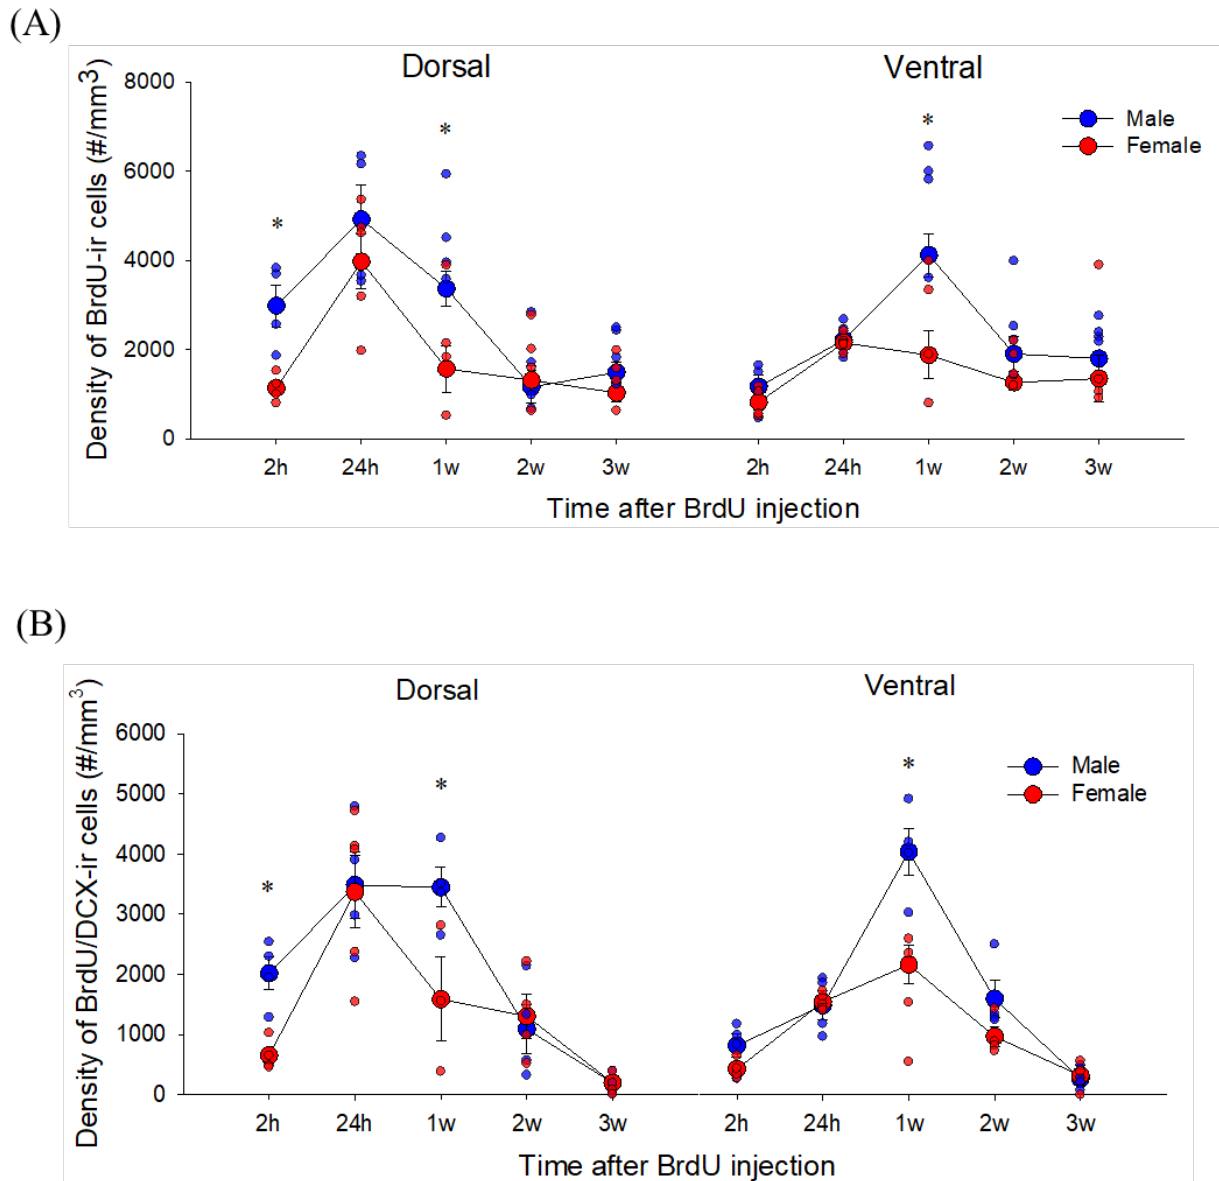 (A)
Dorsal
Ventral
Density of BrdU-ir cells (#/mm³)
8000
6000
4000
2000
0
*
*
*
Male
Female
2h
24h
1w
2w
3w
2h
24h
1w
2w
3w
Time after BrdU injection
(B)
Dorsal
Ventral
Density of BrdU/DCX-ir cells (#/mm³)
6000
5000
4000
3000
2000
1000
0
*
*
*
Male
Female
2h
24h
1w
2w
3w
2h
24h
1w
2w
3w
Time after BrdU injection